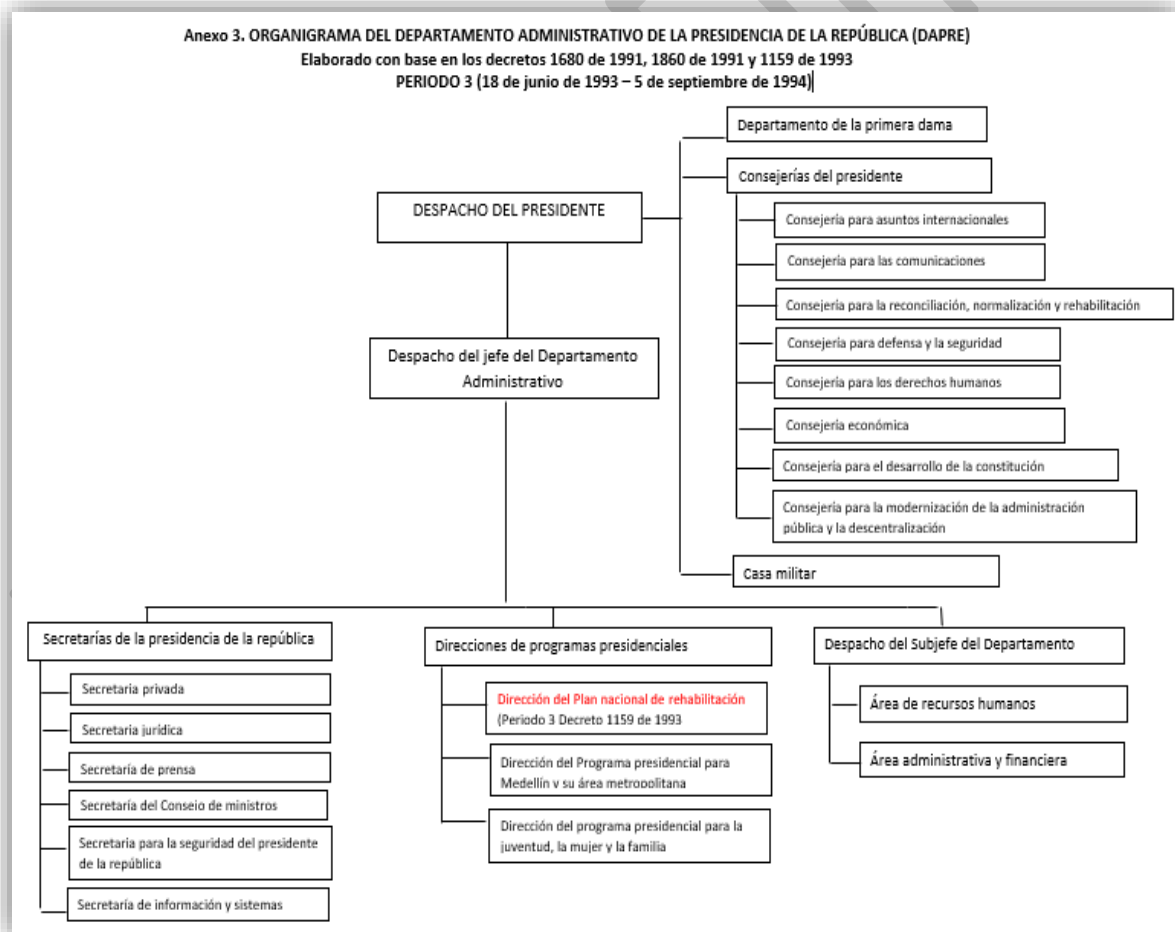 Anexo 3. ORGANIGRAMA DEL DEPARTAMENTO ADMINISTRATIVO DE LA PRESIDENCIA DE LA REPÚBLICA (DAPRE)
Elaborado con base en los decretos 1680 de 1991, 1860 de 1991 y 1159 de 1993
PERIODO 3 (18 de junio de 1993 – 5 de septiembre de 1994)
Departamento de la primera dama
Consejerías del presidente
DESPACHO DEL PRESIDENTE
Consejería para asuntos internacionales
Consejería para las comunicaciones
Consejería para la reconciliación, normalización y rehabilitación
Consejería para defensa y la seguridad
Despacho del jefe del Departamento
Administrativo
Consejería para los derechos humanos
Consejería económica
Consejería para el desarrollo de la constitución
Consejería para la modernización de la administración
pública y la descentralización
Casa militar
Secretarías de la presidencia de la república
Secretaria privada
Secretaria jurídica
Secretaría de prensa
Secretaría del Consejo de ministros
Secretaria para la seguridad del presidente
de la república
Secretaría de información y sistemas
Direcciones de programas presidenciales
Dirección del Plan nacional de rehabilitación
(Periodo 3 Decreto 1159 de 1993
Dirección del Programa presidencial para
Medellín y su área metropolitana
Dirección del programa presidencial para la
juventud, la mujer y la familia
Despacho del Subjefe del Departamento
Área de recursos humanos
Área administrativa y financiera